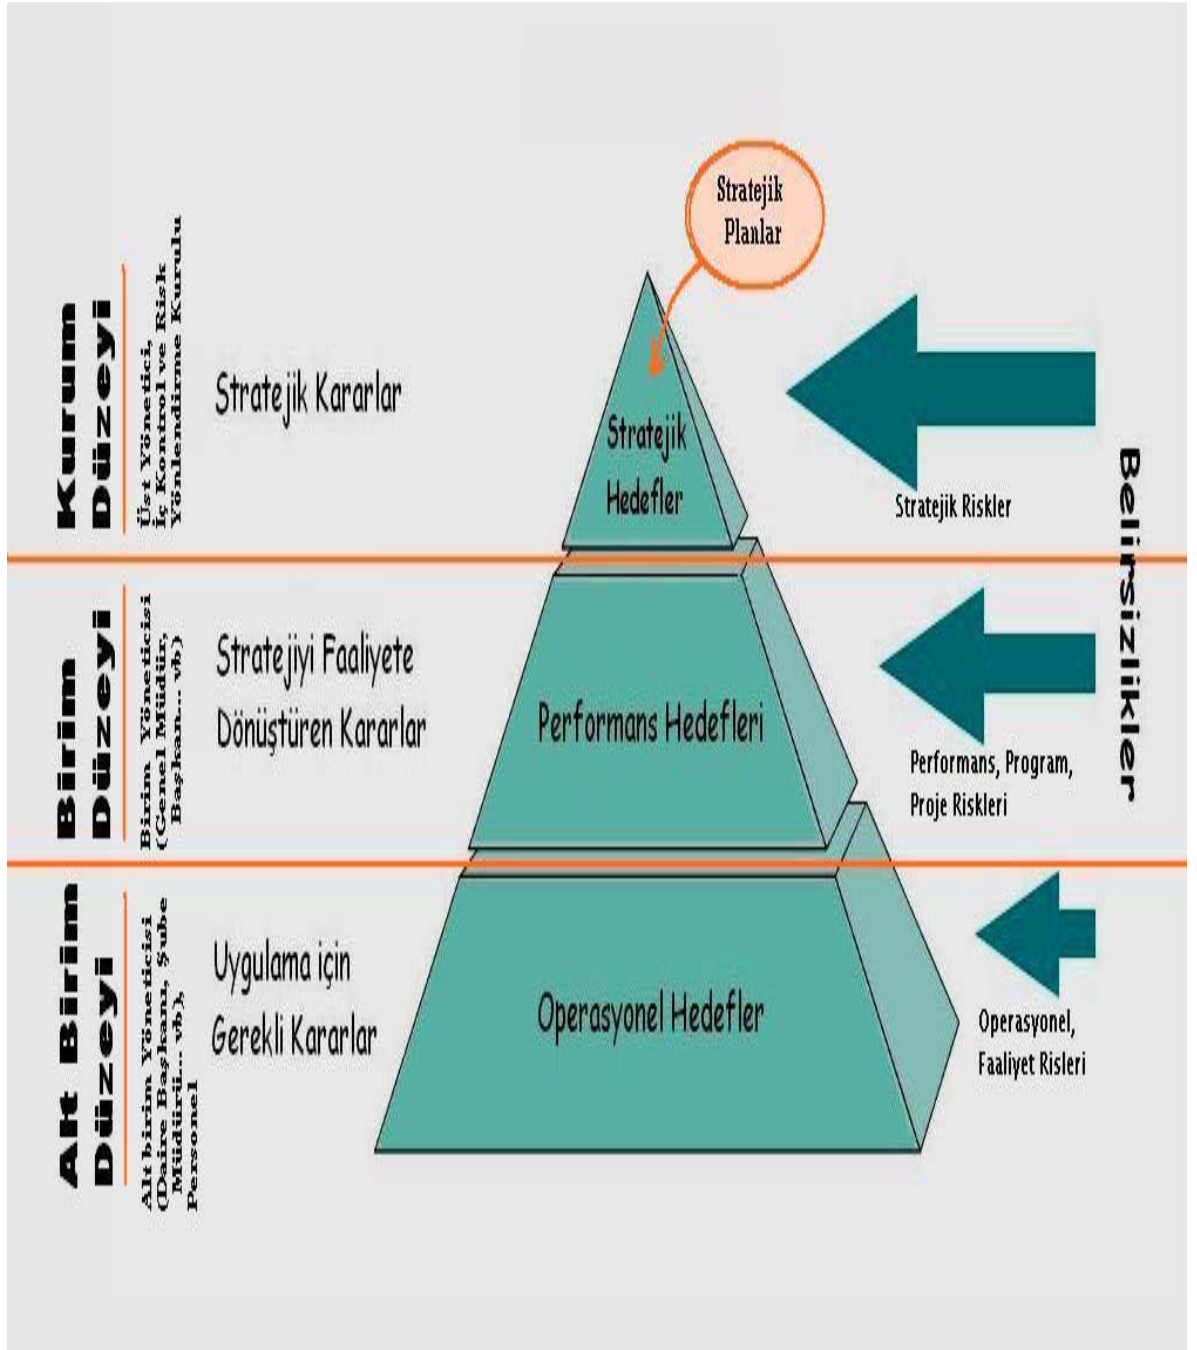 Stratejik
Planlar
Kurum
Düzeyi
Üst Yönetici,
İç Kontrol ve Risk
Yönlendirme Kurulu
Stratejik Kararlar
Stratejik
Hedefler
Stratejik Riskler
Belirsizlikler
Birim
Düzeyi
Birim Yöneticisi
(Genel Müdür,
Başkan... vb)
Stratejiyi Faaliyete
Dönüştüren Kararlar
Performans Hedefleri
Performans, Program,
Proje Riskleri
Alt Birim
Düzeyi
Alt birim Yöneticisi
(Daire Başkanı, Şube
Müdürü... vb),
Personel
Uygulama için
Gerekli Kararlar
Operasyonel Hedefler
Operasyonel,
Faaliyet Risleri